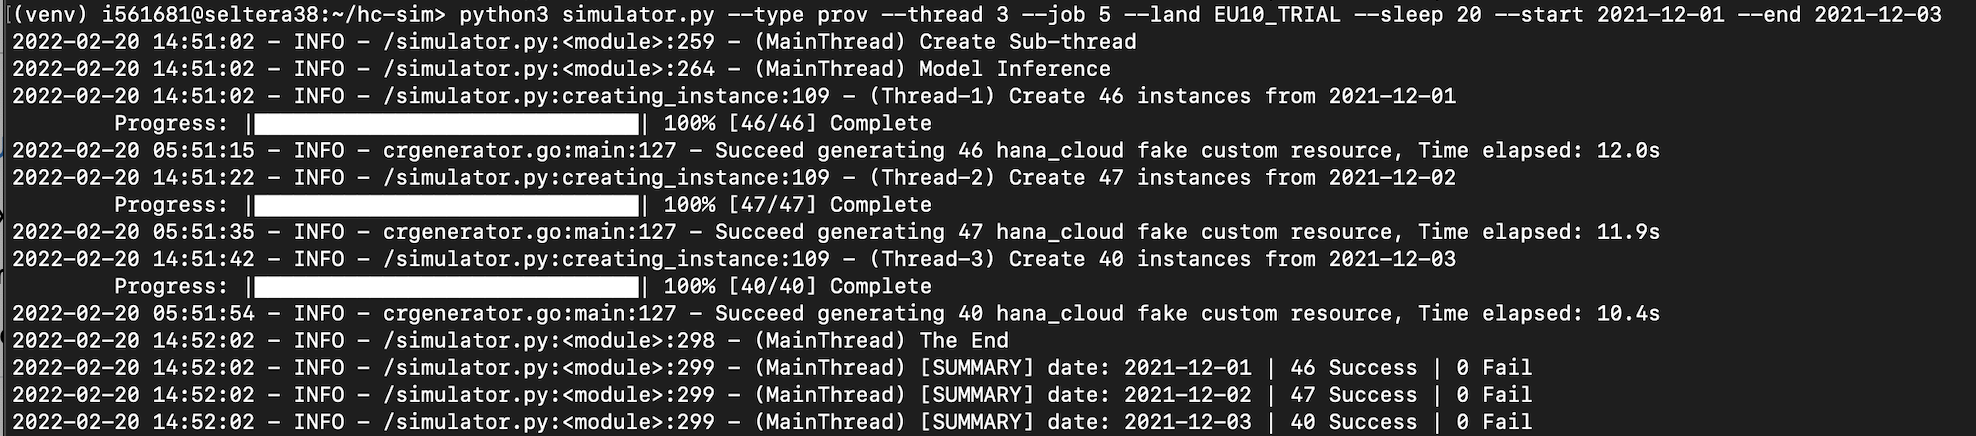 (venv) i561681@seltera38:~/hc-sim> python3 simulator.py --type prov --thread 3 --job 5 --land EU10_TRIAL --sleep 20 --start 2021-12-01 --end 2021-12-03
2022-02-20 14:51:02 - INFO - /simulator.py:<module>:259 - (MainThread) Create Sub-thread
2022-02-20 14:51:02 - INFO - /simulator.py:<module>:264 - (MainThread) Model Inference
2022-02-20 14:51:02 - INFO - /simulator.py:creating_instance:109 - (Thread-1) Create 46 instances from 2021-12-01
Progress: |██████████████████████████████| 100% [46/46] Complete
2022-02-20 05:51:15 - INFO - crgenerator.go:main:127 - Succeed generating 46 hana_cloud fake custom resource, Time elapsed: 12.0s
2022-02-20 14:51:22 - INFO - /simulator.py:creating_instance:109 - (Thread-2) Create 47 instances from 2021-12-02
Progress: |██████████████████████████████| 100% [47/47] Complete
2022-02-20 05:51:35 - INFO - crgenerator.go:main:127 - Succeed generating 47 hana_cloud fake custom resource, Time elapsed: 11.9s
2022-02-20 14:51:42 - INFO - /simulator.py:creating_instance:109 - (Thread-3) Create 40 instances from 2021-12-03
Progress: |██████████████████████████████| 100% [40/40] Complete
2022-02-20 05:51:54 - INFO - crgenerator.go:main:127 - Succeed generating 40 hana_cloud fake custom resource, Time elapsed: 10.4s
2022-02-20 14:52:02 - INFO - /simulator.py:<module>:298 - (MainThread) The End
2022-02-20 14:52:02 - INFO - /simulator.py:<module>:299 - (MainThread) [SUMMARY] date: 2021-12-01 | 46 Success | 0 Fail
2022-02-20 14:52:02 - INFO - /simulator.py:<module>:299 - (MainThread) [SUMMARY] date: 2021-12-02 | 47 Success | 0 Fail
2022-02-20 14:52:02 - INFO - /simulator.py:<module>:299 - (MainThread) [SUMMARY] date: 2021-12-03 | 40 Success | 0 Fail